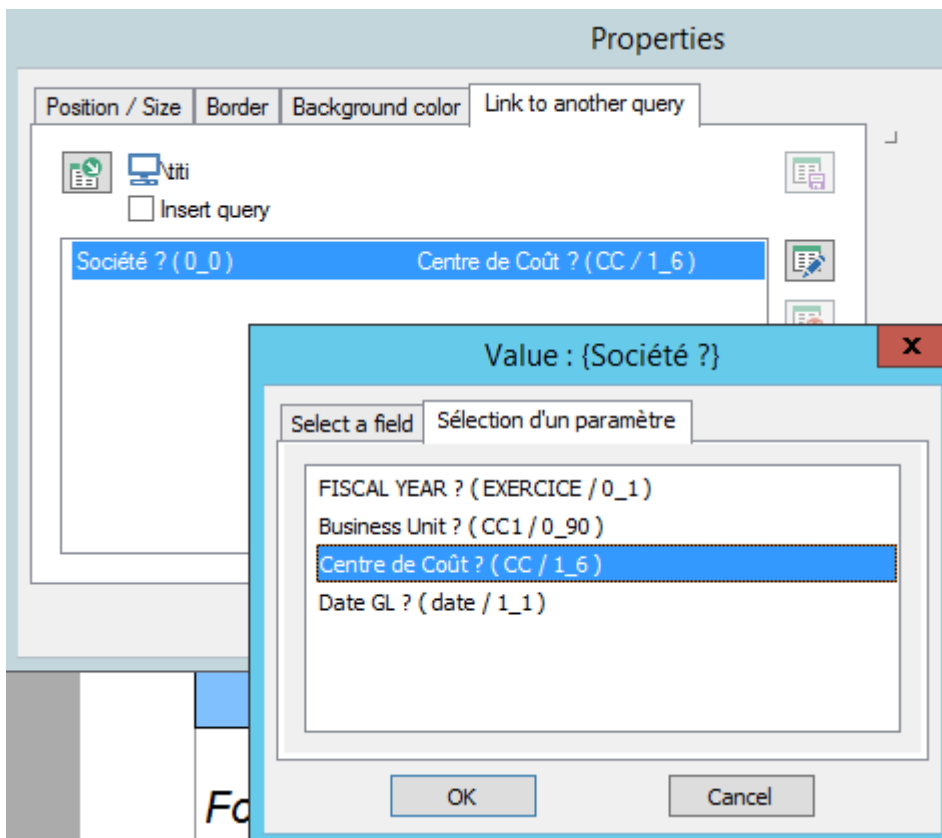 Properties
Position / Size Border Background color Link to another query
\titi
Insert query
Société ? ( 0_0 ) Centre de Coût ? ( CC / 1_6 )
Value : {Société ?}
x
Select a field Sélection d'un paramètre
FISCAL YEAR ? ( EXERCICE / 0_1 )
Business Unit ? ( CC1 / 0_90 )
Centre de Coût ? ( CC / 1_6 )
Date GL ? ( date / 1_1 )
OK Cancel
Fo